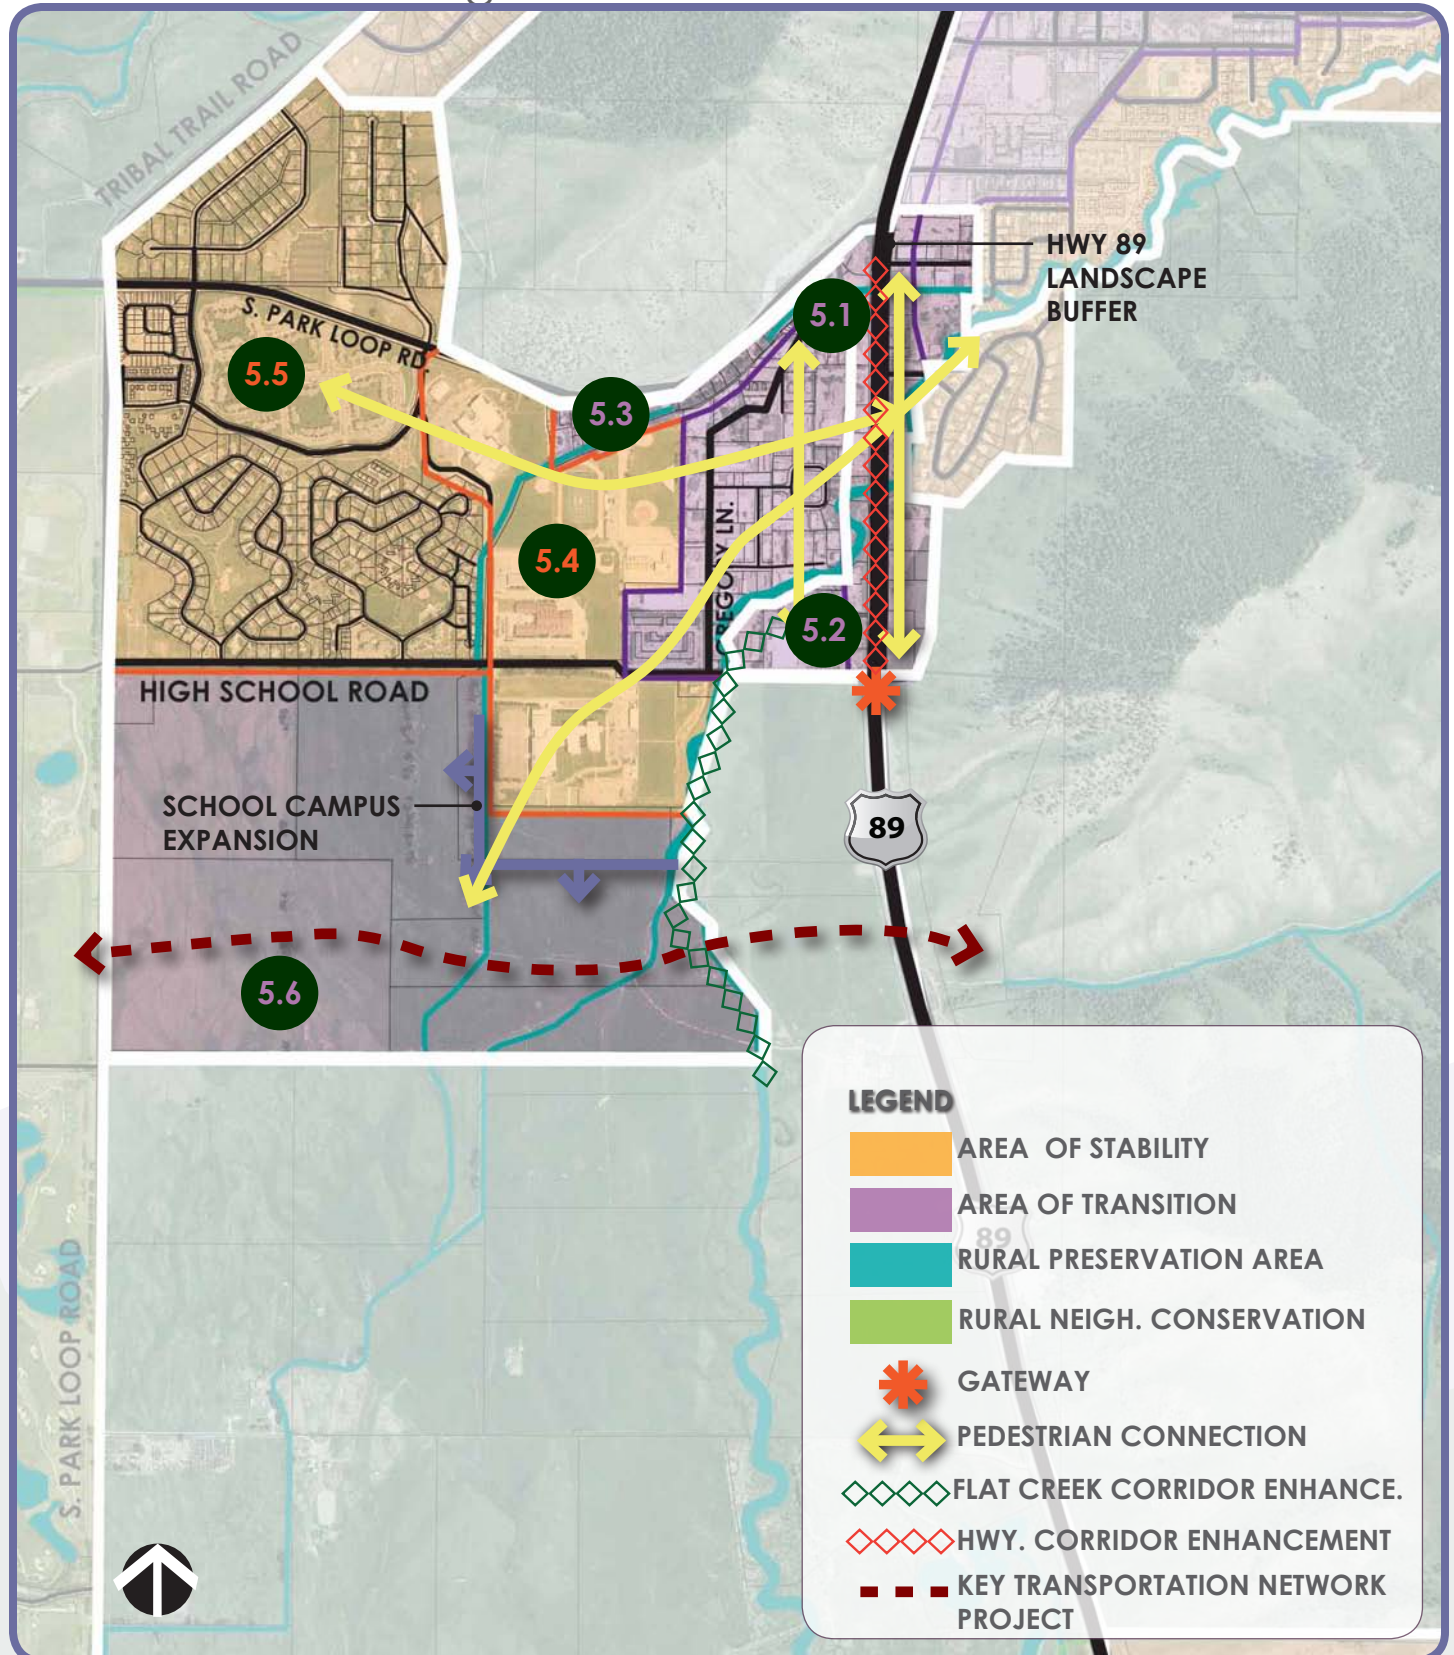 TRIBAL TRAIL ROAD
HWY 89
LANDSCAPE
BUFFER
S. PARK LOOP RD.
5.1
5.5
5.3
5.4
GREGORY LN.
5.2
HIGH SCHOOL ROAD
SCHOOL CAMPUS
EXPANSION
89
5.6
S. PARK LOOP ROAD
LEGEND
AREA OF STABILITY
AREA OF TRANSITION
89
RURAL PRESERVATION AREA
RURAL NEIGH. CONSERVATION
GATEWAY
PEDESTRIAN CONNECTION
FLAT CREEK CORRIDOR ENHANCE.
HWY. CORRIDOR ENHANCEMENT
KEY TRANSPORTATION NETWORK
PROJECT